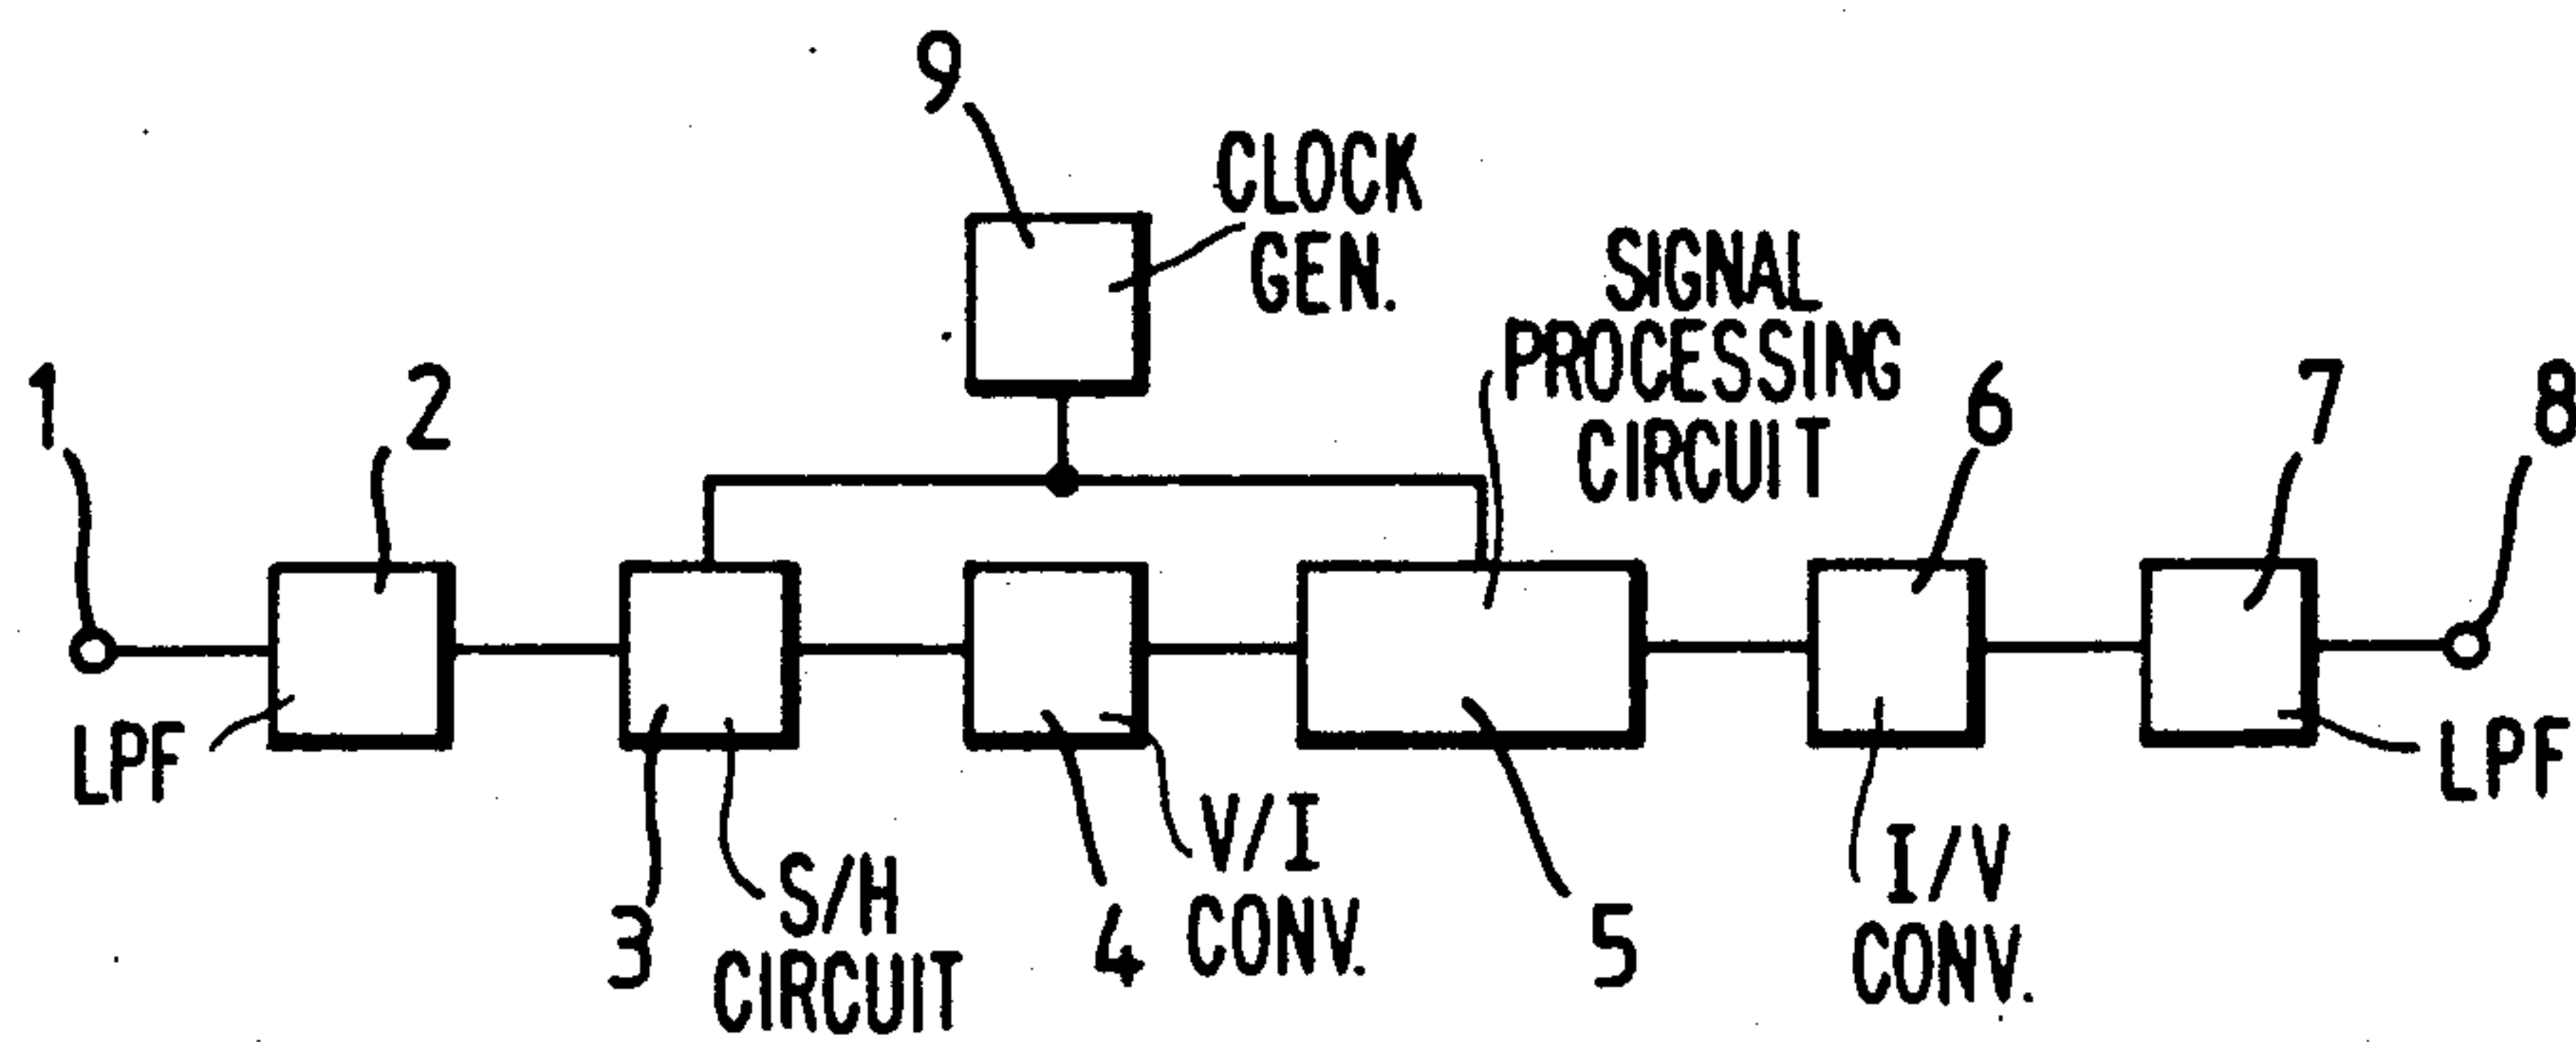 9
CLOCK
GEN.
SIGNAL
PROCESSING
CIRCUIT
1
2
6
7
8
LPF
LPF
V/I
CONV.
I/V
CONV.
S/H
CIRCUIT
3
4
5